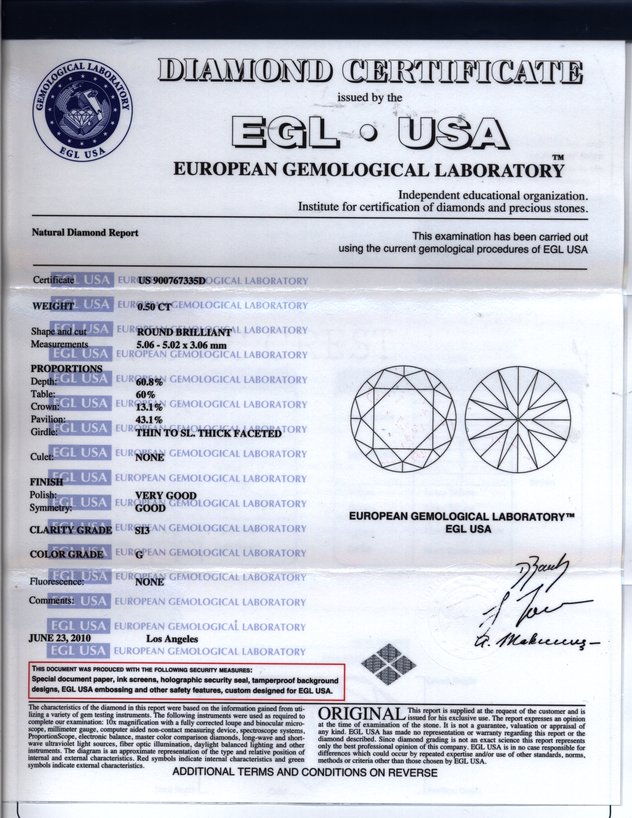 GEMOLOGICAL LABORATORY
EGL USA
DIAMOND CERTIFICATE
issued by the
EGL • USA
EUROPEAN GEMOLOGICAL LABORATORY™
Independent educational organization.
Institute for certification of diamonds and precious stones.
Natural Diamond Report
This examination has been carried out
using the current gemological procedures of EGL USA
Certificate US 900767335D
WEIGHT 0.50 CT
Shape and cut ROUND BRILLIANT
Measurements 5.06 - 5.02 x 3.06 mm
PROPORTIONS
Depth: 60.8%
Table: 60%
Crown: 13.1%
Pavilion: 43.1%
Girdle: THIN TO SL. THICK FACETED
Culet: NONE
FINISH
Polish: VERY GOOD
Symmetry: GOOD
CLARITY GRADE SI3
COLOR GRADE G
Fluorescence: NONE
Comments:
EGL USA EUROPEAN GEMOLOGICAL LABORATORY
EUROPEAN GEMOLOGICAL LABORATORY™
EGL USA
JUNE 23, 2010 Los Angeles
THIS DOCUMENT WAS PRODUCED WITH THE FOLLOWING SECURITY MEASURES:
Special document paper, ink screens, holographic security seal, tamperproof background
designs, EGL USA embossing and other safety features, custom designed for EGL USA.
The characteristics of the diamond in this report were based on the information gained from uti-
lizing a variety of gem testing instruments. The following instruments were used as required to
complete our examination: 10x magnification with a fully corrected loupe and binocular micro-
scope, millimeter gauge, computer aided non-contact measuring device, spectroscope systems,
ProportionScope, electronic balance, master color comparison diamonds, long-wave and short-
wave ultraviolet light sources, fiber optic illumination, daylight balanced lighting and other
instruments. The diagram is an approximate representation of the type and relative position of
internal and external characteristics. Red symbols indicate internal characteristics and green
symbols indicate external characteristics.
ORIGINAL This report is supplied at the request of the customer and is
issued for his exclusive use. The report expresses an opinion
at the time of examination of the stone. It is not a guarantee, valuation or appraisal of
any kind. EGL USA has made no representation or warranty regarding this report or the
diamond described. Since diamond grading is not an exact science this report represents
only the best professional opinion of this company. EGL USA is in no case responsible for
differences which could occur by repeated expertise and/or use of other standards, norms,
methods or criteria other than those chosen by EGL USA.
ADDITIONAL TERMS AND CONDITIONS ON REVERSE